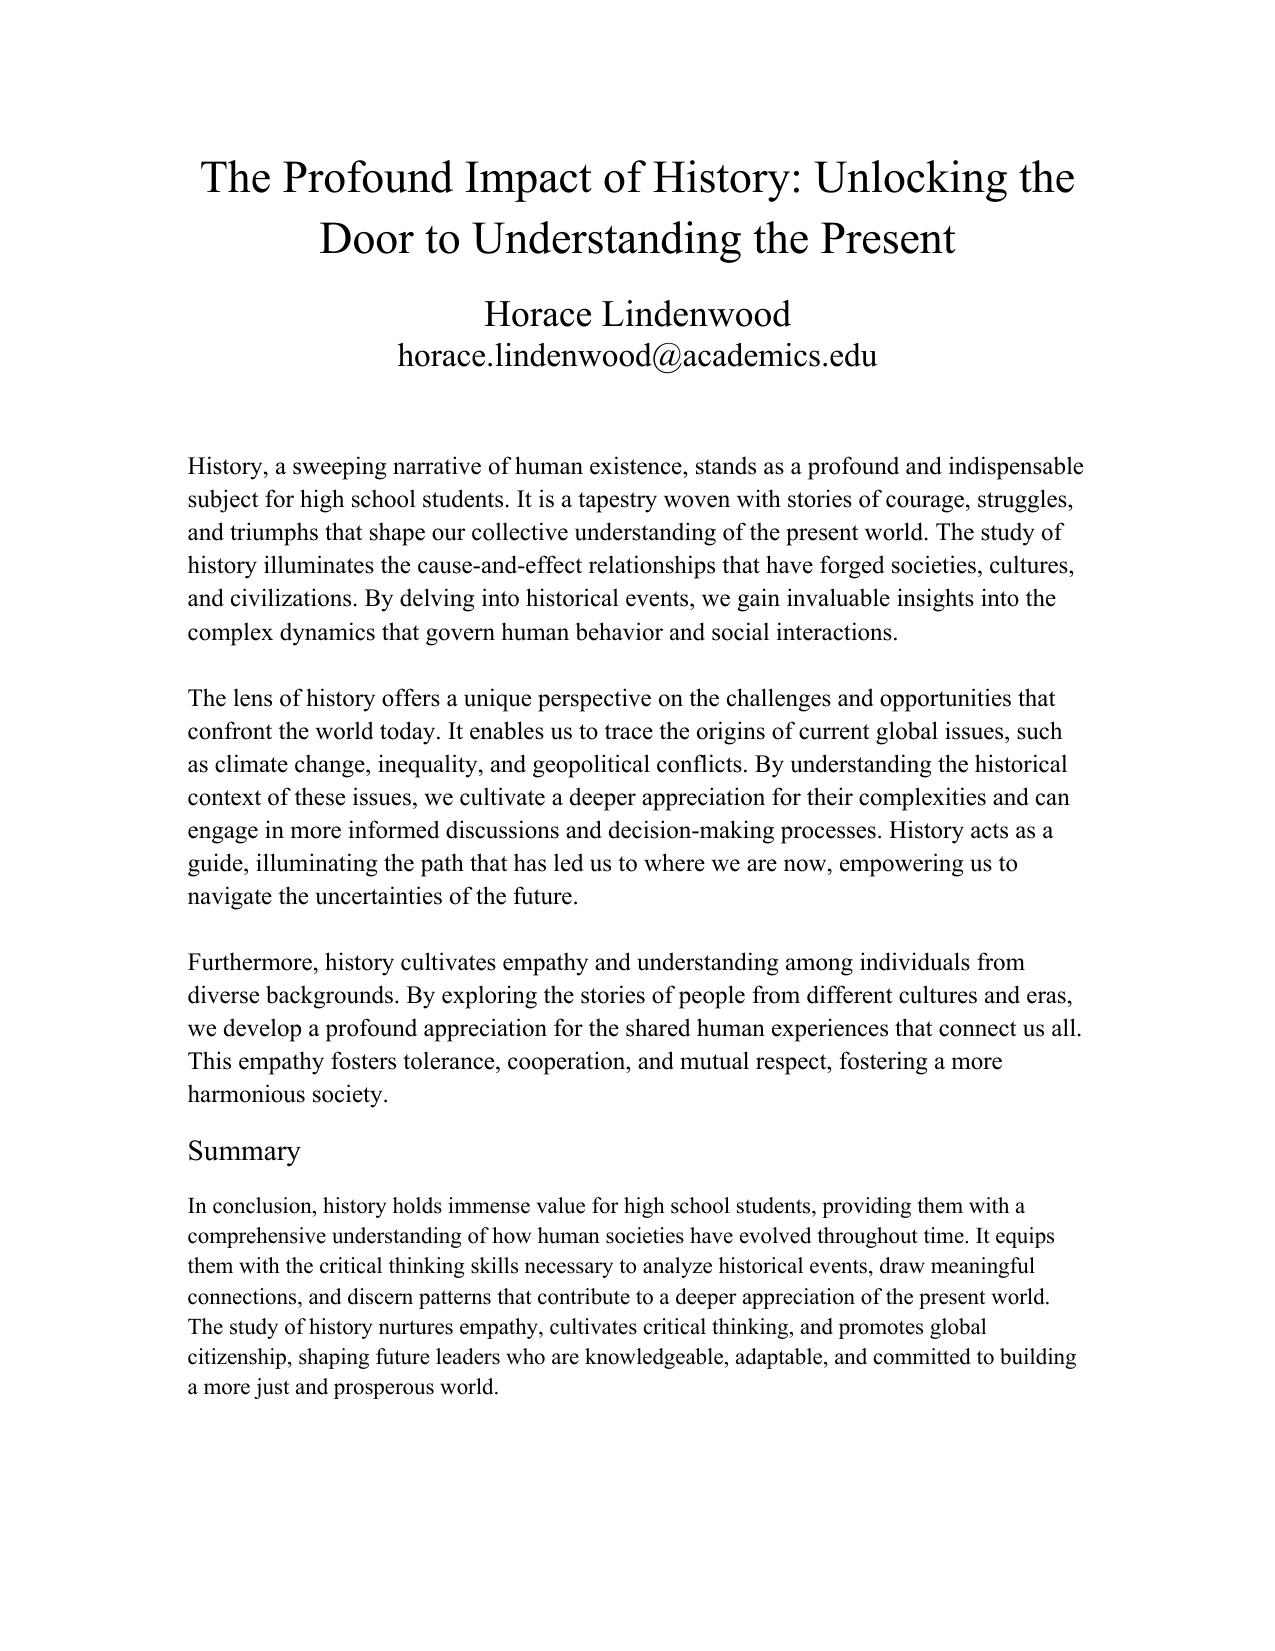 The Profound Impact of History: Unlocking the
Door to Understanding the Present
Horace Lindenwood
horace.lindenwood@academics.edu
History, a sweeping narrative of human existence, stands as a profound and indispensable
subject for high school students. It is a tapestry woven with stories of courage, struggles,
and triumphs that shape our collective understanding of the present world. The study of
history illuminates the cause-and-effect relationships that have forged societies, cultures,
and civilizations. By delving into historical events, we gain invaluable insights into the
complex dynamics that govern human behavior and social interactions.
The lens of history offers a unique perspective on the challenges and opportunities that
confront the world today. It enables us to trace the origins of current global issues, such
as climate change, inequality, and geopolitical conflicts. By understanding the historical
context of these issues, we cultivate a deeper appreciation for their complexities and can
engage in more informed discussions and decision-making processes. History acts as a
guide, illuminating the path that has led us to where we are now, empowering us to
navigate the uncertainties of the future.
Furthermore, history cultivates empathy and understanding among individuals from
diverse backgrounds. By exploring the stories of people from different cultures and eras,
we develop a profound appreciation for the shared human experiences that connect us all.
This empathy fosters tolerance, cooperation, and mutual respect, fostering a more
harmonious society.
Summary
In conclusion, history holds immense value for high school students, providing them with a
comprehensive understanding of how human societies have evolved throughout time. It equips
them with the critical thinking skills necessary to analyze historical events, draw meaningful
connections, and discern patterns that contribute to a deeper appreciation of the present world.
The study of history nurtures empathy, cultivates critical thinking, and promotes global
citizenship, shaping future leaders who are knowledgeable, adaptable, and committed to building
a more just and prosperous world.